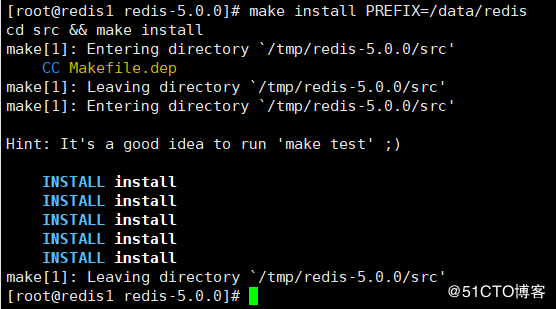 [root@redis1 redis-5.0.0]# make install PREFIX=/data/redis
cd src && make install
make[1]: Entering directory `/tmp/redis-5.0.0/src'
    CC Makefile.dep
make[1]: Leaving directory `/tmp/redis-5.0.0/src'
make[1]: Entering directory `/tmp/redis-5.0.0/src'

Hint: It's a good idea to run 'make test' ;)

    INSTALL install
    INSTALL install
    INSTALL install
    INSTALL install
    INSTALL install
make[1]: Leaving directory `/tmp/redis-5.0.0/src'
[root@redis1 redis-5.0.0]#
@51CTO博客